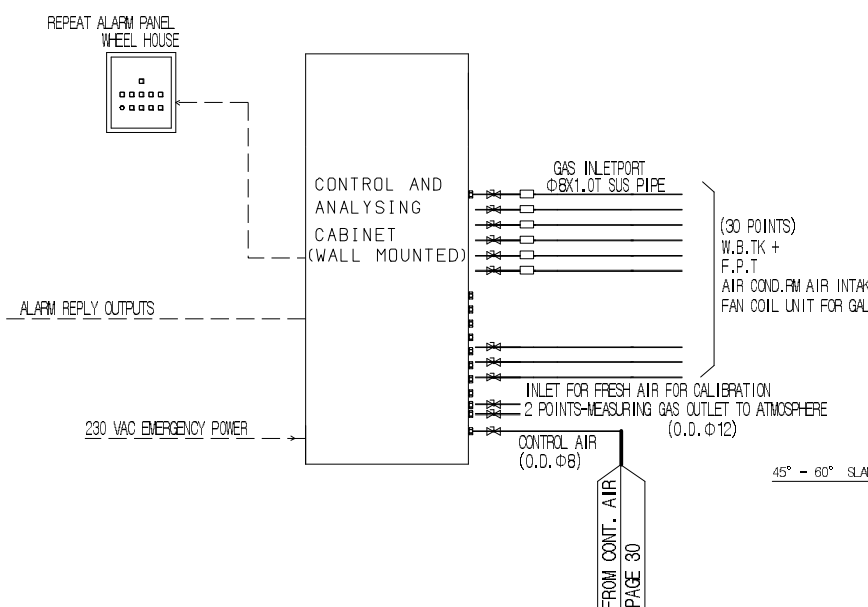 REPEAT ALARM PANEL
WHEEL HOUSE
CONTROL AND
ANALYSING
CABINET
(WALL MOUNTED)
GAS INLETPORT
Φ8X1.0T SUS PIPE
(30 POINTS)
W.B.TK +
F.P.T
AIR COND.RM AIR INTAK
FAN COIL UNIT FOR GAL
ALARM REPLY OUTPUTS
INLET FOR FRESH AIR FOR CALIBRATION
2 POINTS-MEASURING GAS OUTLET TO ATMOSPHERE
(O.D.Φ12)
230 VAC EMERGENCY POWER
CONTROL AIR
(O.D.Φ8)
45° - 60° SLA
FROM CONT. AIR
PAGE 30